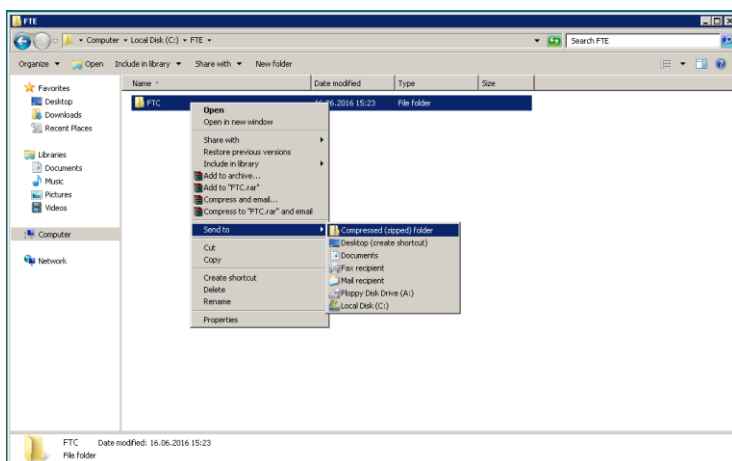 FTE
Computer Local Disk (C:) FTE
Search FTE
Organize Open Include in library Share with New folder
Favorites
Desktop
Downloads
Recent Places
Libraries
Documents
Music
Pictures
Videos
Computer
Network
Name Date modified Type Size
FTC 16.06.2016 15:23 File folder
Open
Open in new window
Share with
Restore previous versions
Include in library
Add to archive...
Add to "FTC.rar"
Compress and email...
Compress to "FTC.rar" and email
Send to
Cut
Copy
Create shortcut
Delete
Rename
Properties
Compressed (zipped) folder
Desktop (create shortcut)
Documents
Fax recipient
Mail recipient
Floppy Disk Drive (A:)
Local Disk (C:)
FTC Date modified: 16.06.2016 15:23
File folder